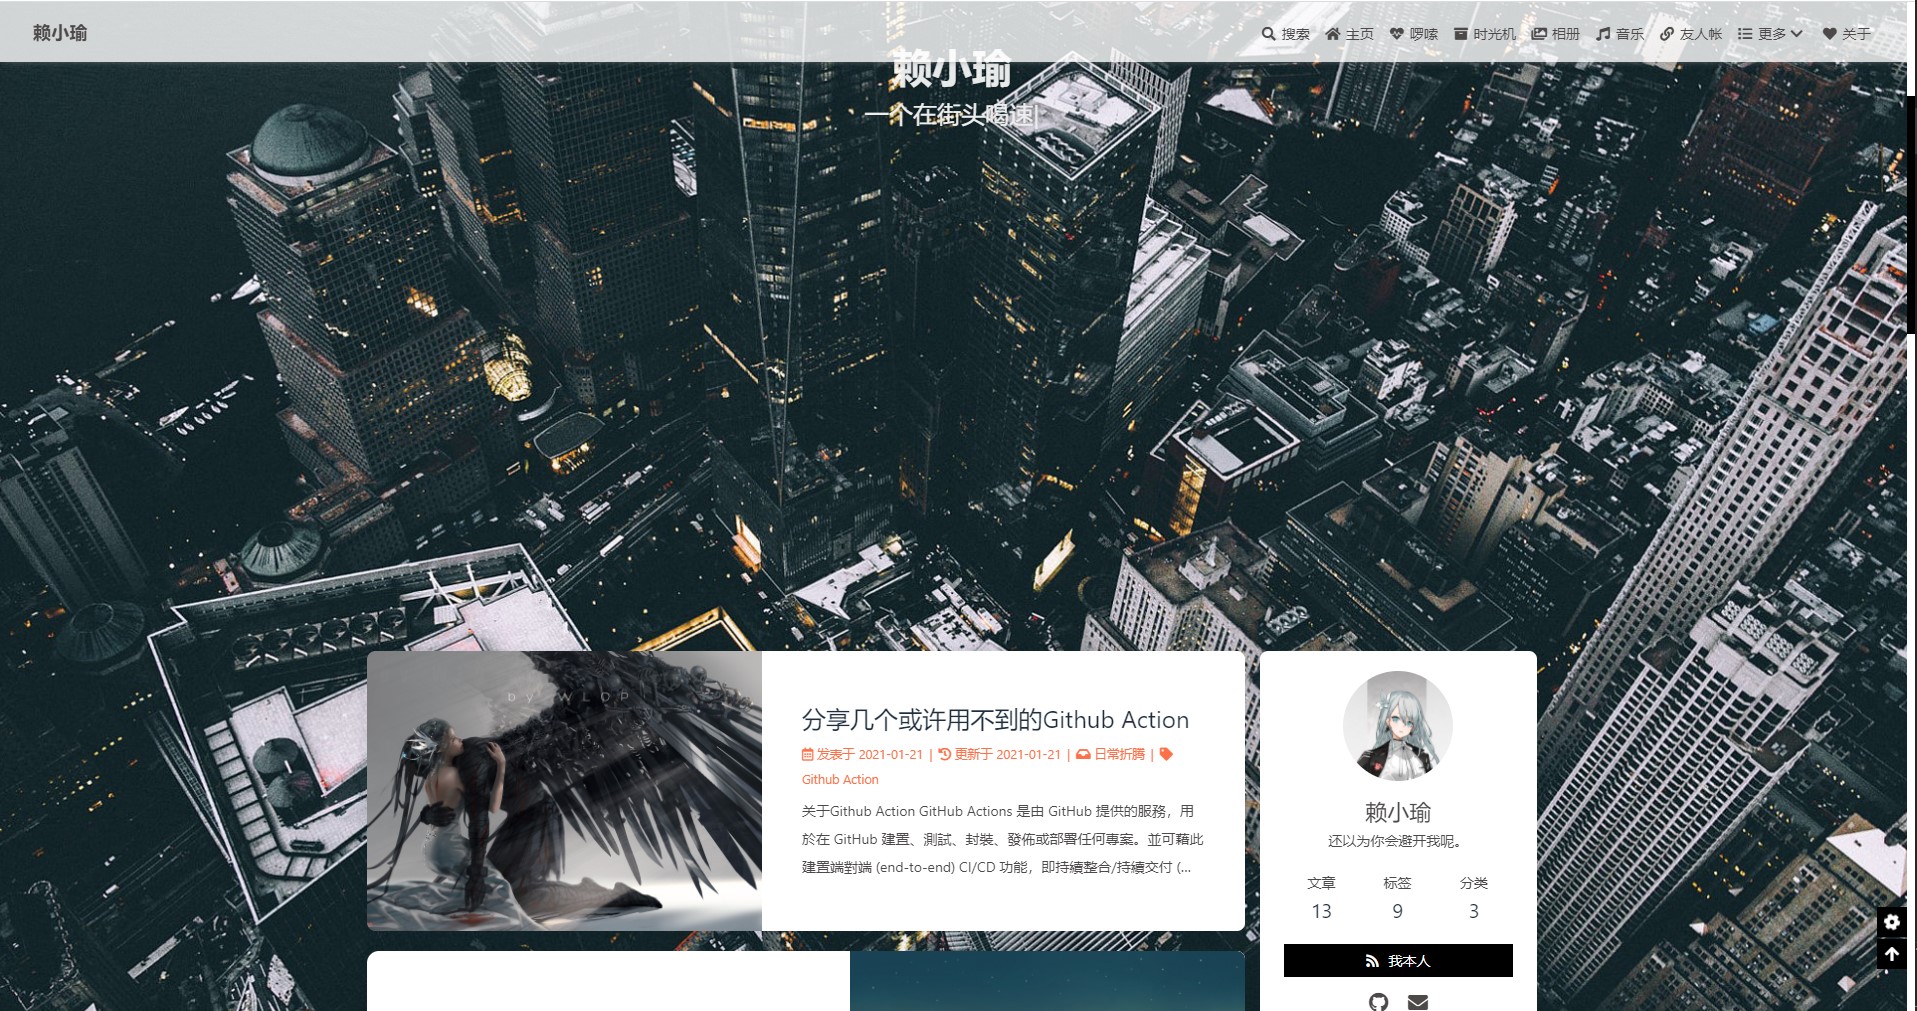 赖小瑜
搜索 主页 啰嗦 时光机 相册 音乐 友人帐 更多 关于
赖小瑜
一个在街头喝速|
by WLOP
分享几个或许用不到的Github Action
发表于 2021-01-21 | 更新于 2021-01-21 | 日常折腾 |
Github Action
关于Github Action GitHub Actions 是由 GitHub 提供的服務，用
於在 GitHub 建置、測試、封裝、發佈或部署任何專案。並可藉此
建置端對端 (end-to-end) CI/CD 功能，即持續整合/持續交付 (...
赖小瑜
还以为你会避开我呢。
文章 标签 分类
13 9 3
我本人